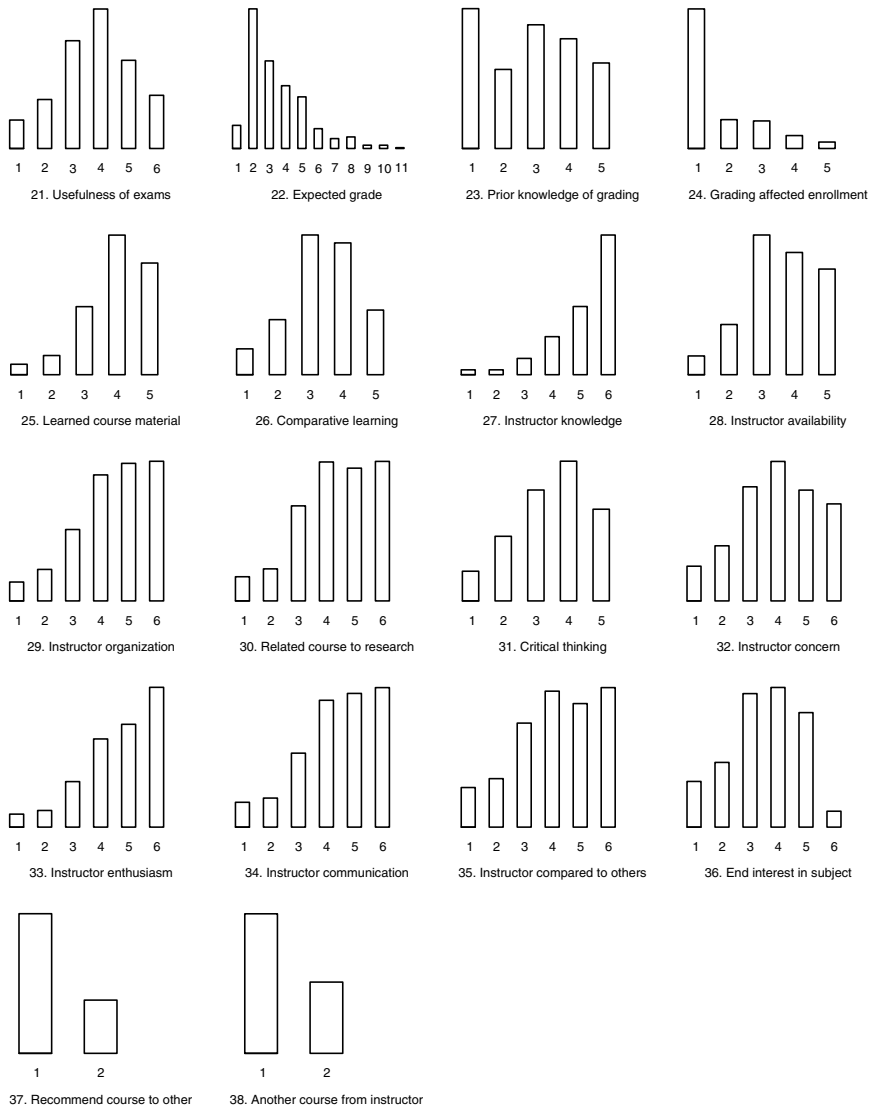 1 2 3 4 5 6
21. Usefulness of exams
1 2 3 4 5 6 7 8 9 10 11
22. Expected grade
1 2 3 4 5
23. Prior knowledge of grading
1 2 3 4 5
24. Grading affected enrollment
1 2 3 4 5
25. Learned course material
1 2 3 4 5
26. Comparative learning
1 2 3 4 5 6
27. Instructor knowledge
1 2 3 4 5
28. Instructor availability
1 2 3 4 5 6
29. Instructor organization
1 2 3 4 5 6
30. Related course to research
1 2 3 4 5
31. Critical thinking
1 2 3 4 5 6
32. Instructor concern
1 2 3 4 5 6
33. Instructor enthusiasm
1 2 3 4 5 6
34. Instructor communication
1 2 3 4 5 6
35. Instructor compared to others
1 2 3 4 5 6
36. End interest in subject
1 2
37. Recommend course to other
1 2
38. Another course from instructor